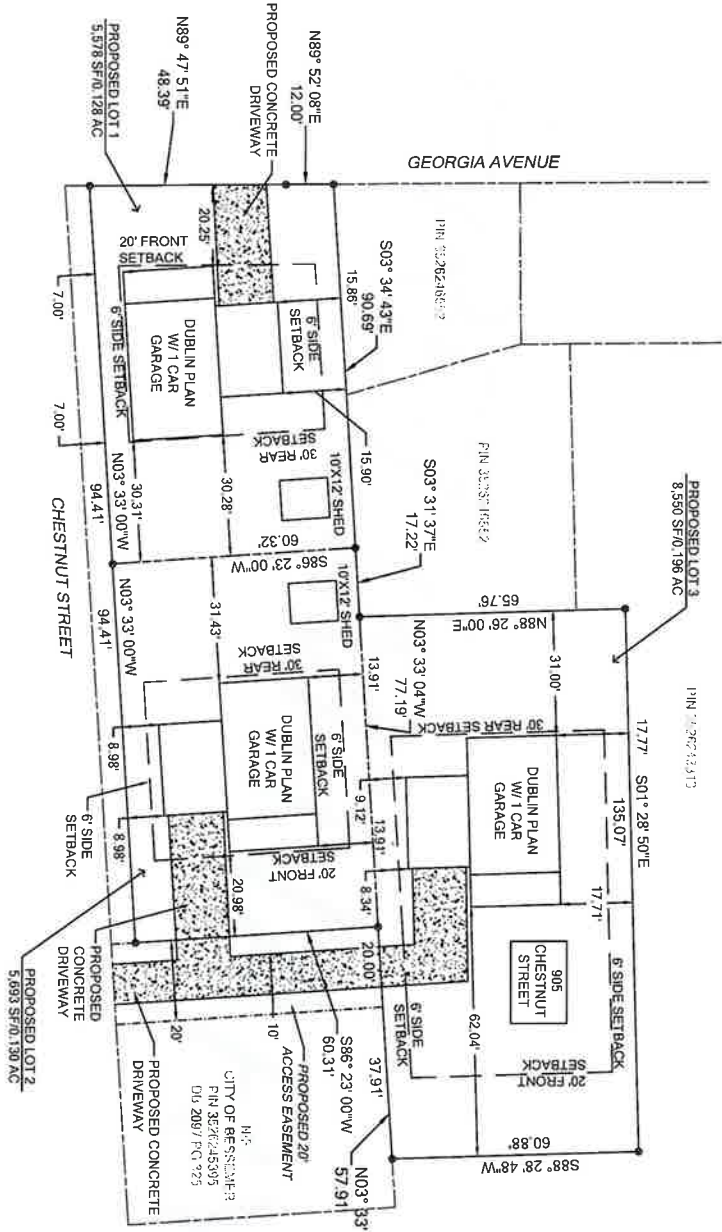 GEORGIA AVENUE
N89° 52' 08"E
12.00'
PROPOSED CONCRETE
DRIVEWAY
N89° 47' 51"E
48.39'
PROPOSED LOT 1
5,578 SF/0.128 AC
20.25'
20' FRONT
SETBACK
6' SIDE SETBACK
7.00'
7.00'
DUBLIN PLAN
W/ 1 CAR
GARAGE
6' SIDE
SETBACK
S03° 34' 43"E
90.69'
15.86'
15.90'
30' REAR
SETBACK
10'X12' SHED
30.28'
30.31'
N03° 33' 00"W
94.41'
CHESTNUT STREET
60.32'
S86° 23' 00"W
S03° 31' 37"E
17.22'
10'X12' SHED
N03° 33' 00"W
94.41'
31.43'
30' REAR
SETBACK
13.91'
DUBLIN PLAN
W/ 1 CAR
GARAGE
6' SIDE
SETBACK
8.98'
8.98'
6' SIDE
SETBACK
20' FRONT
SETBACK
13.91'
20.98'
N03° 33' 04"W
77.19'
65.76'
N88° 26' 00"E
31.00'
PROPOSED LOT 3
8,550 SF/0.196 AC
17.77'
S01° 28' 50"E
135.07'
30' REAR SETBACK
DUBLIN PLAN
W/ 1 CAR
GARAGE
9.12'
8.34'
17.71'
905
CHESTNUT
STREET
6' SIDE SETBACK
20' FRONT
SETBACK
6' SIDE
SETBACK
62.04'
60.88'
S88° 28' 48"W
20.00'
37.91'
N03° 33'
57.91'
S86° 23' 00"W
60.31'
PROPOSED 20'
ACCESS EASEMENT
10'
20'
CITY OF BESSEMER
PIN 3526245395
PROPOSED CONCRETE
DRIVEWAY
PROPOSED
CONCRETE
DRIVEWAY
PROPOSED LOT 2
5,693 SF/0.130 AC